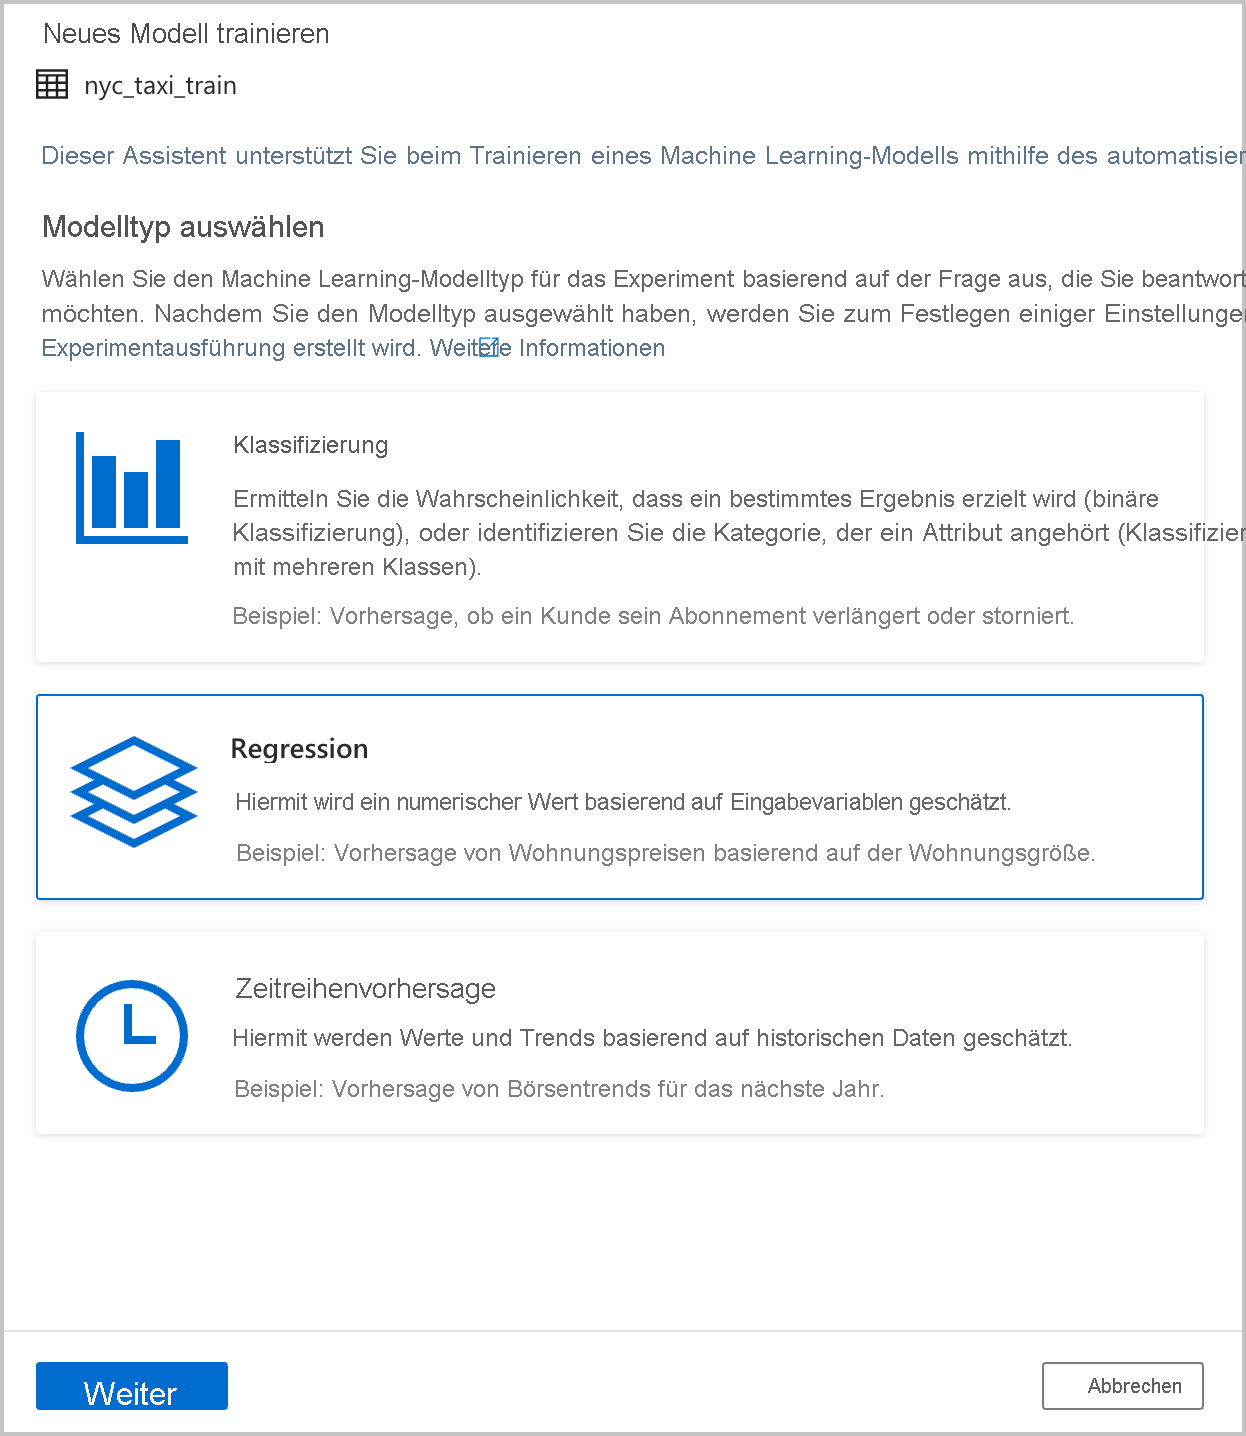 Neues Modell trainieren
nyc_taxi_train
Dieser Assistent unterstützt Sie beim Trainieren eines Machine Learning-Modells mithilfe des automatisier
Modelltyp auswählen
Wählen Sie den Machine Learning-Modelltyp für das Experiment basierend auf der Frage aus, die Sie beantwort
möchten. Nachdem Sie den Modelltyp ausgewählt haben, werden Sie zum Festlegen einiger Einstellunge
Experimentausführung erstellt wird. Weitere Informationen
Klassifizierung
Ermitteln Sie die Wahrscheinlichkeit, dass ein bestimmtes Ergebnis erzielt wird (binäre
Klassifizierung), oder identifizieren Sie die Kategorie, der ein Attribut angehört (Klassifizier
mit mehreren Klassen).
Beispiel: Vorhersage, ob ein Kunde sein Abonnement verlängert oder storniert.
Regression
Hiermit wird ein numerischer Wert basierend auf Eingabevariablen geschätzt.
Beispiel: Vorhersage von Wohnungspreisen basierend auf der Wohnungsgröße.
Zeitreihenvorhersage
Hiermit werden Werte und Trends basierend auf historischen Daten geschätzt.
Beispiel: Vorhersage von Börsentrends für das nächste Jahr.
Weiter
Abbrechen